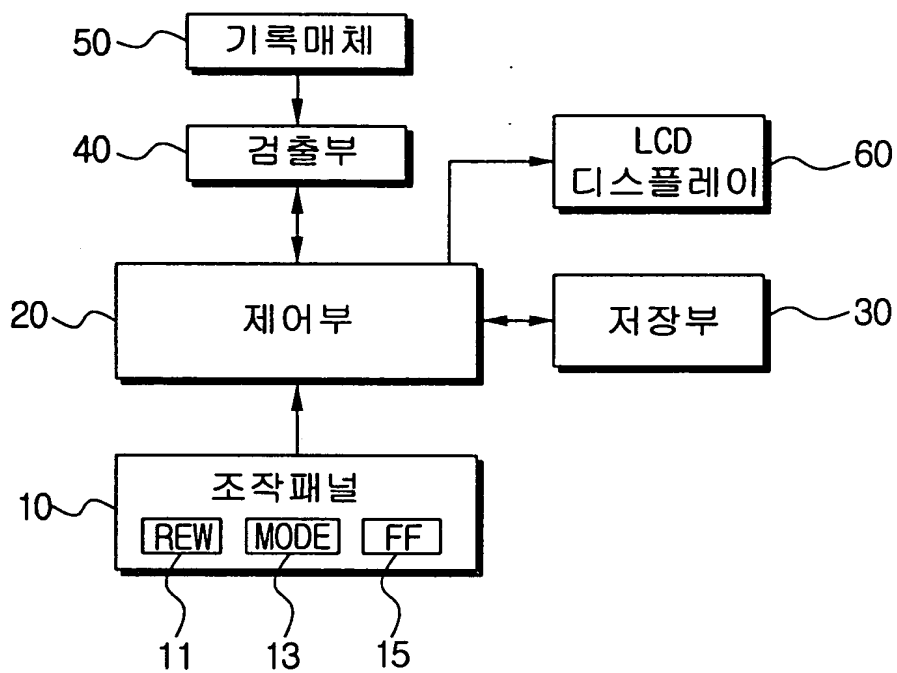 50
기록매체
40
검출부
LCD
디스플레이
60
20
제어부
저장부
30
10
조작패널
REW
MODE
FF
11
13
15